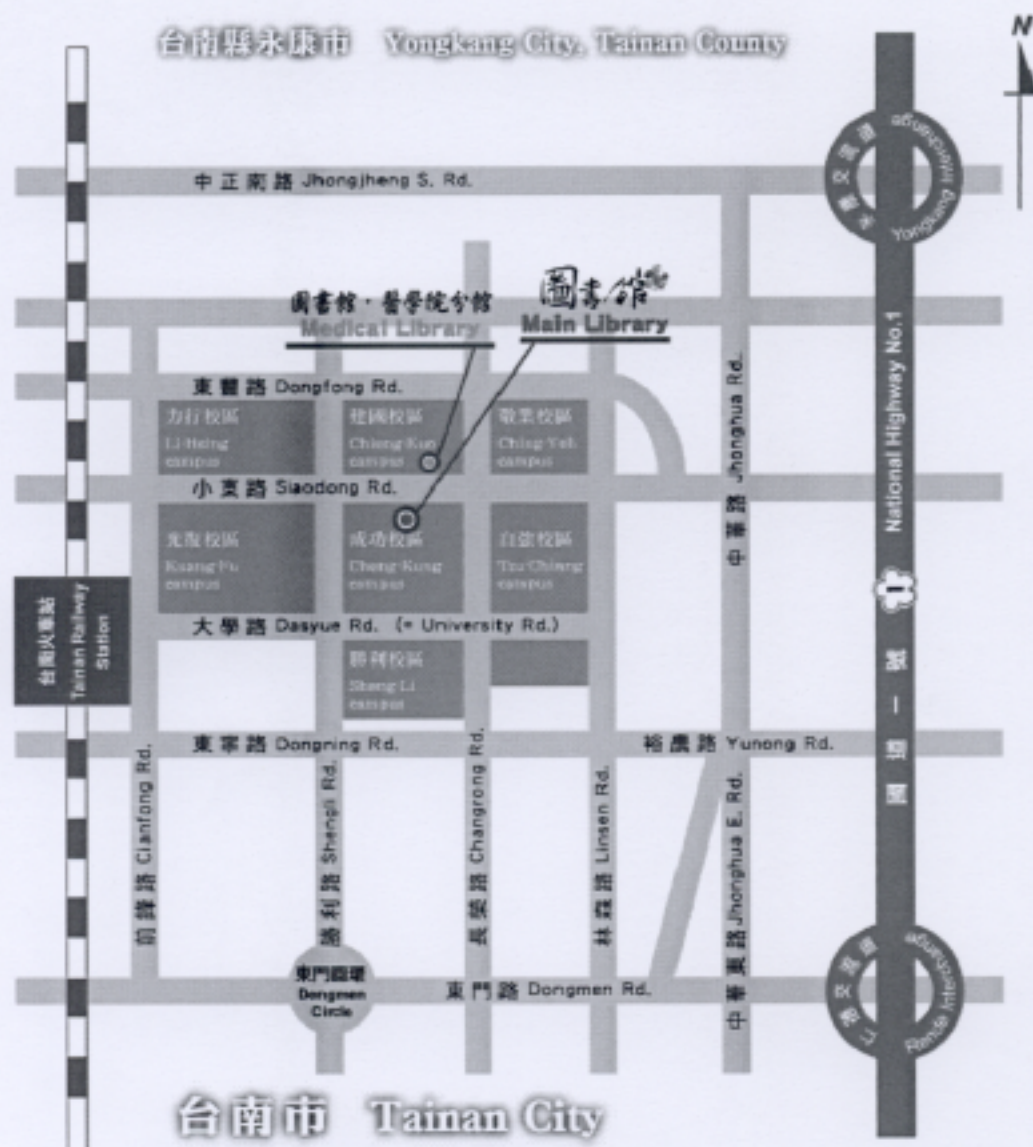 台南縣永康市 Yongkang City, Tainan County
N
永康交流道
Yongkang Interchange
中正南路 Jhongjheng S. Rd.
圖書館・醫學院分館
Medical Library
圖書館
Main Library
東豐路 Dongfong Rd.
力行校區
Li-Hsing
campus
建國校區
Chieng-Kuo
campus
敬業校區
Ching-Yeh
campus
小東路 Siaodong Rd.
光復校區
Kuang-Fu
campus
成功校區
Cheng-Kung
campus
自強校區
Tzu-Chiang
campus
中華路 Jhonghua Rd.
National Highway No.1
1
國道一號
台南火車站
Tainan Railway
Station
大學路 Dasyue Rd. (= University Rd.)
勝利校區
Sheng-Li
campus
東寧路 Dongning Rd.
裕農路 Yunong Rd.
前鋒路 Cianfong Rd.
勝利路 Shengli Rd.
長榮路 Changrong Rd.
林森路 Linsen Rd.
中華東路 Jhonghua E. Rd.
東門圓環
Dongmen
Circle
東門路 Dongmen Rd.
仁德交流道
Rende Interchange
台南市 Tainan City